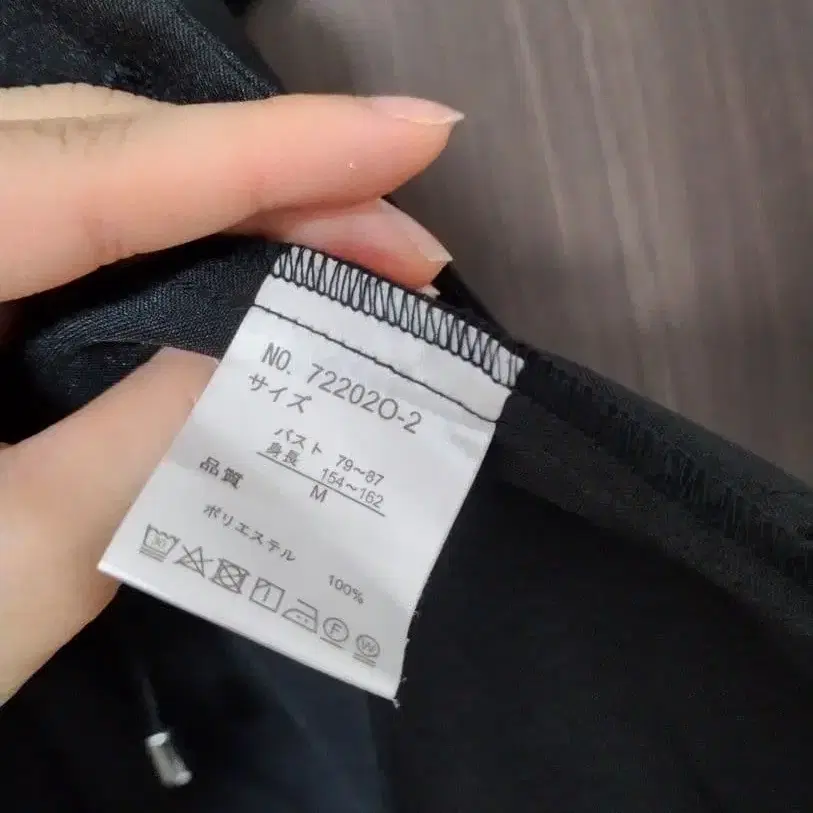 NO. 722020-2
サイズ
バスト 79~87
身長 154~162
M
品質
ポリエステル 100%
30
F
W